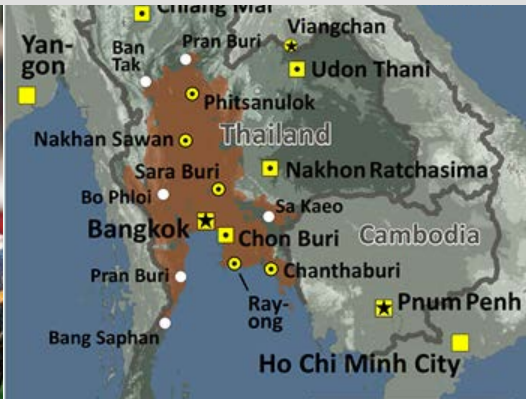 Chiang Mai
Viangchan
Pran Buri
Yan-
gon
Ban
Tak
Udon Thani
Phitsanulok
Thailand
Nakhan Sawan
Sara Buri
Nakhon Ratchasima
Bo Phloi
Sa Kaeo
Bangkok
Chon Buri
Cambodia
Pran Buri
Chanthaburi
Ray-
ong
Pnum Penh
Bang Saphan
Ho Chi Minh City